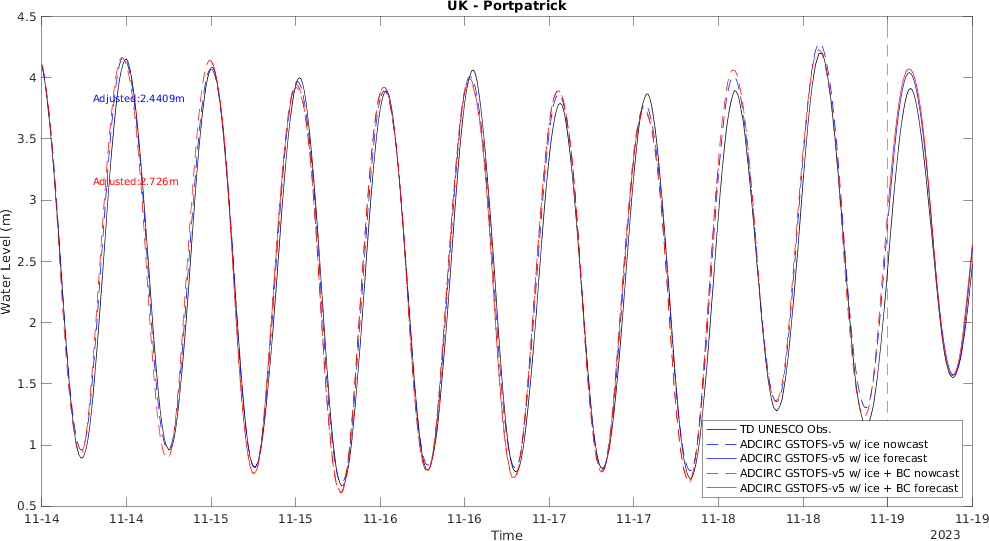 UK - Portpatrick
4.5
4
3.5
3
2.5
2
1.5
1
0.5
Water Level (m)
Adjusted:2.4409m
Adjusted:2.726m
TD UNESCO Obs.
ADCIRC GSTOFS-v5 w/ ice nowcast
ADCIRC GSTOFS-v5 w/ ice forecast
ADCIRC GSTOFS-v5 w/ ice + BC nowcast
ADCIRC GSTOFS-v5 w/ ice + BC forecast
11-14 11-14 11-15 11-15 11-16 11-16 11-17 11-17 11-18 11-18 11-19 11-19
Time
2023